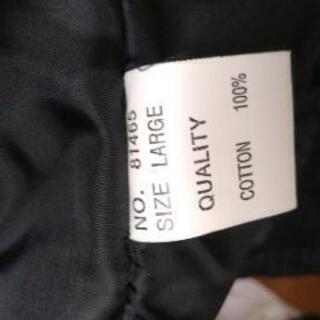 NO. 81465
SIZE LARGE
QUALITY
COTTON 100%